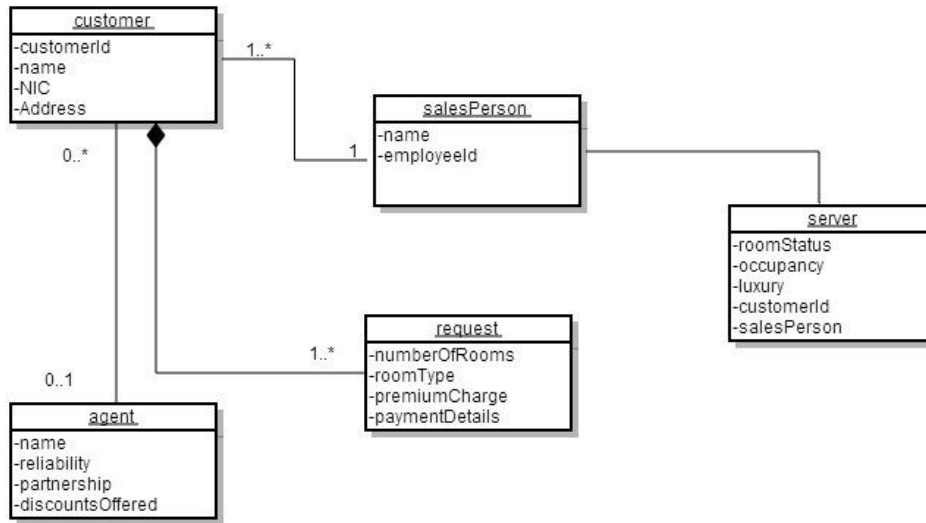 customer
-customerId
-name
-NIC
-Address
1..*
1
0..*
salesPerson
-name
-employeeId
server
-roomStatus
-occupancy
-luxury
-customerId
-salesPerson
request
-numberOfRooms
-roomType
-premiumCharge
-paymentDetails
1..*
0..1
agent
-name
-reliability
-partnership
-discountsOffered